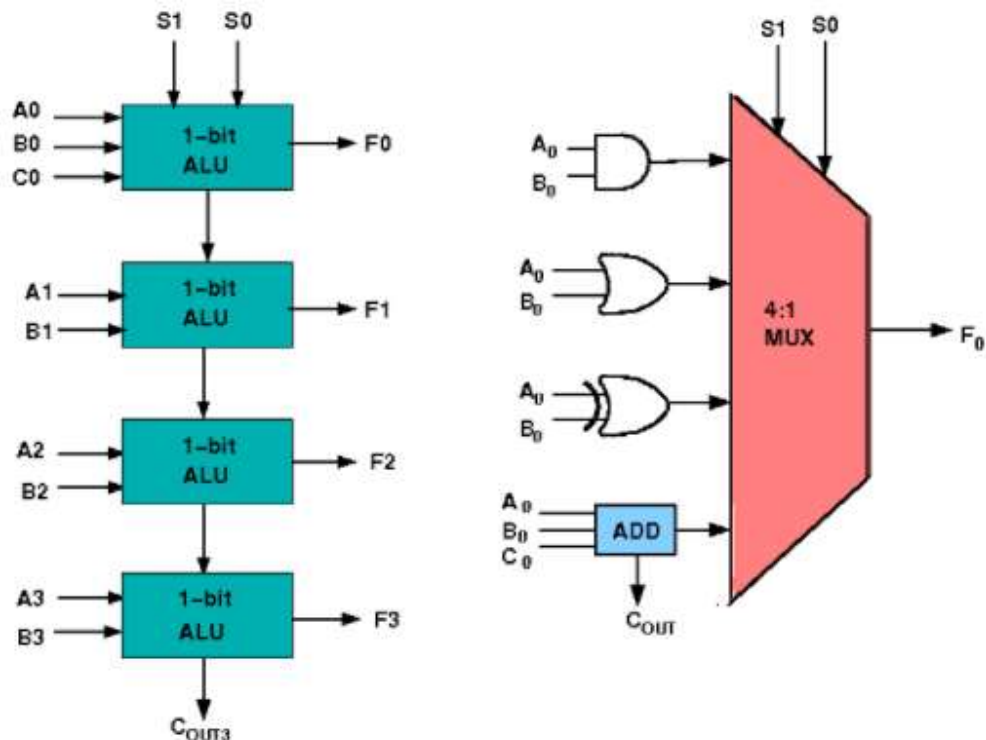 S1 S0
A0
B0
C0
1-bit
ALU
F0
A1
B1
1-bit
ALU
F1
A2
B2
1-bit
ALU
F2
A3
B3
1-bit
ALU
F3
COUT3
S1 S0
A0
B0
A0
B0
A0
B0
A0
B0
C0
ADD
COUT
4:1
MUX
F0